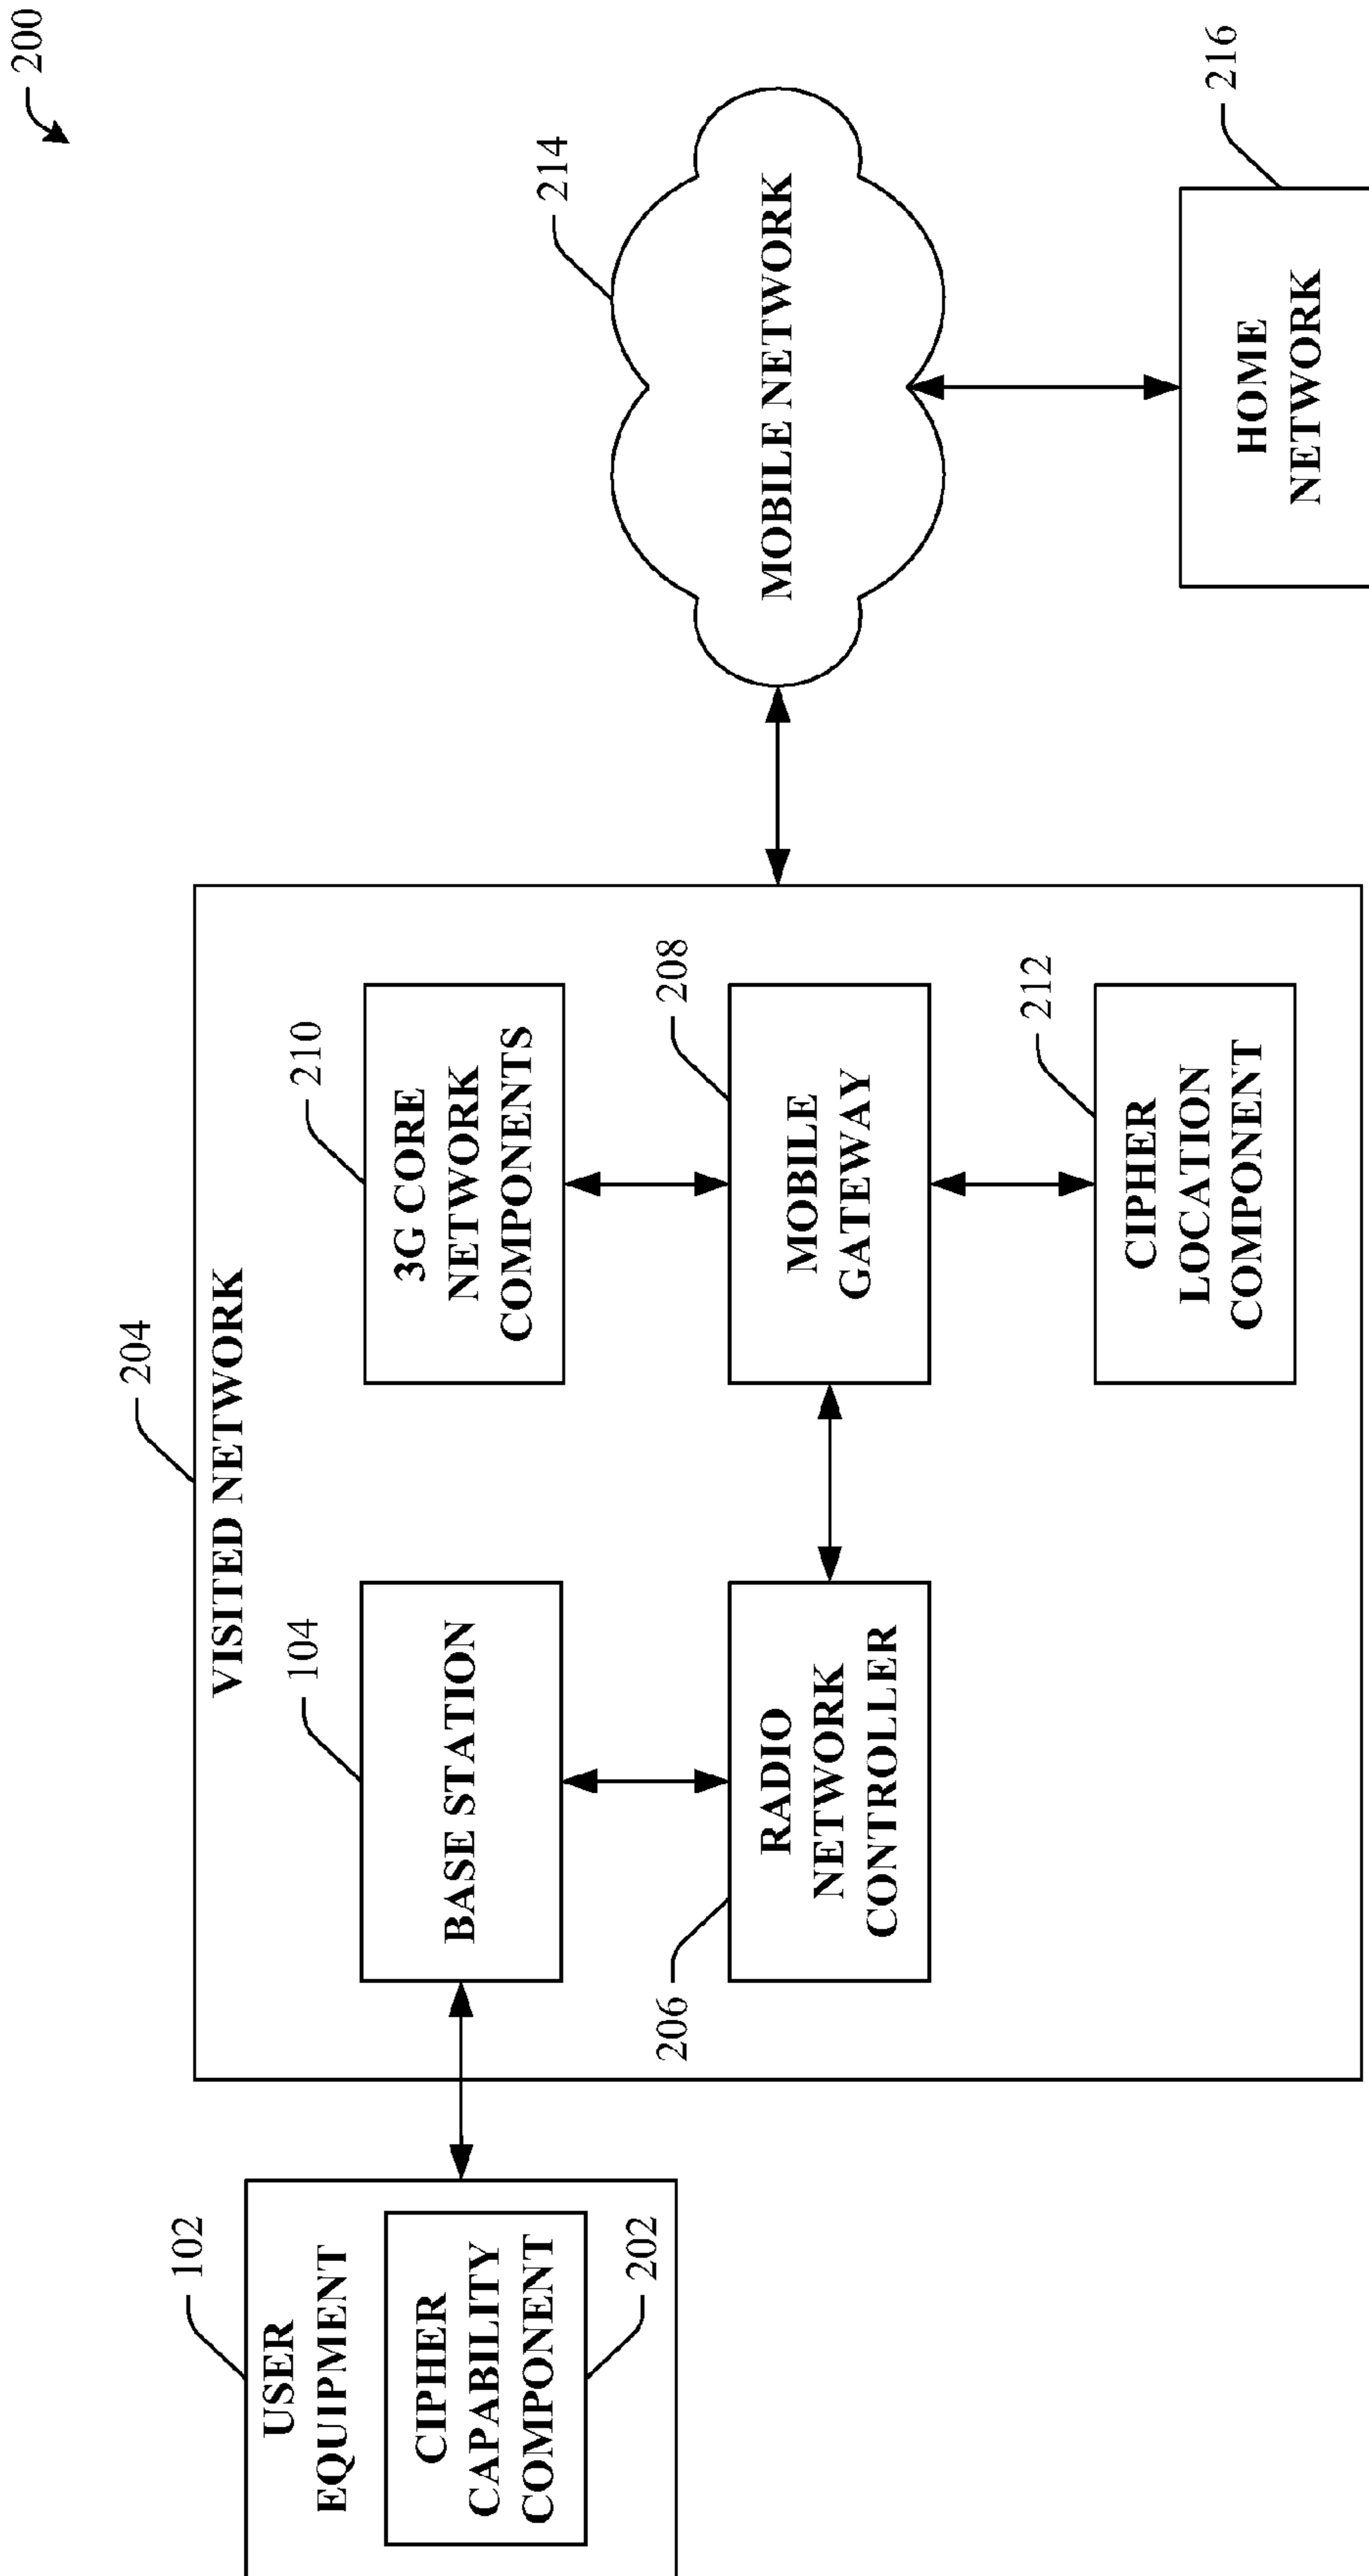 200
102
USER
EQUIPMENT
CIPHER
CAPABILITY
COMPONENT
202
204
VISITED NETWORK
104
BASE STATION
206
RADIO
NETWORK
CONTROLLER
210
3G CORE
NETWORK
COMPONENTS
208
MOBILE
GATEWAY
212
CIPHER
LOCATION
COMPONENT
214
MOBILE NETWORK
216
HOME
NETWORK